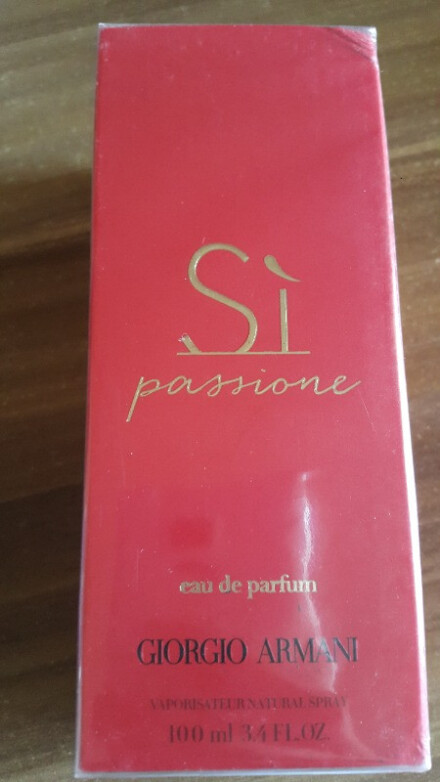 Sì
passione
eau de parfum
GIORGIO ARMANI
VAPORISATEUR NATURAL SPRAY
100 ml 3.4 FL.OZ.